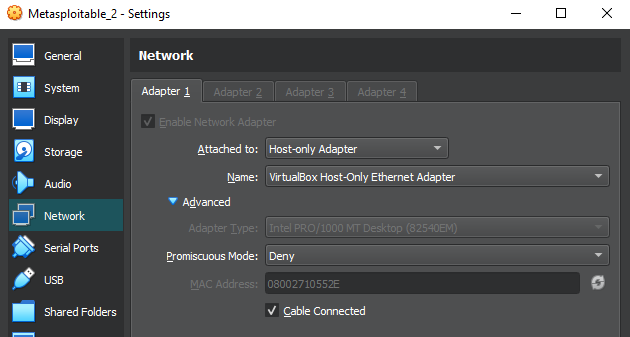 Metasploitable_2 - Settings
General
System
Display
Storage
Audio
Network
Serial Ports
USB
Shared Folders
Network
Adapter 1 Adapter 2 Adapter 3 Adapter 4
Enable Network Adapter
Attached to: Host-only Adapter
Name: VirtualBox Host-Only Ethernet Adapter
Advanced
Adapter Type: Intel PRO/1000 MT Desktop (82540EM)
Promiscuous Mode: Deny
MAC Address: 08002710552E
Cable Connected